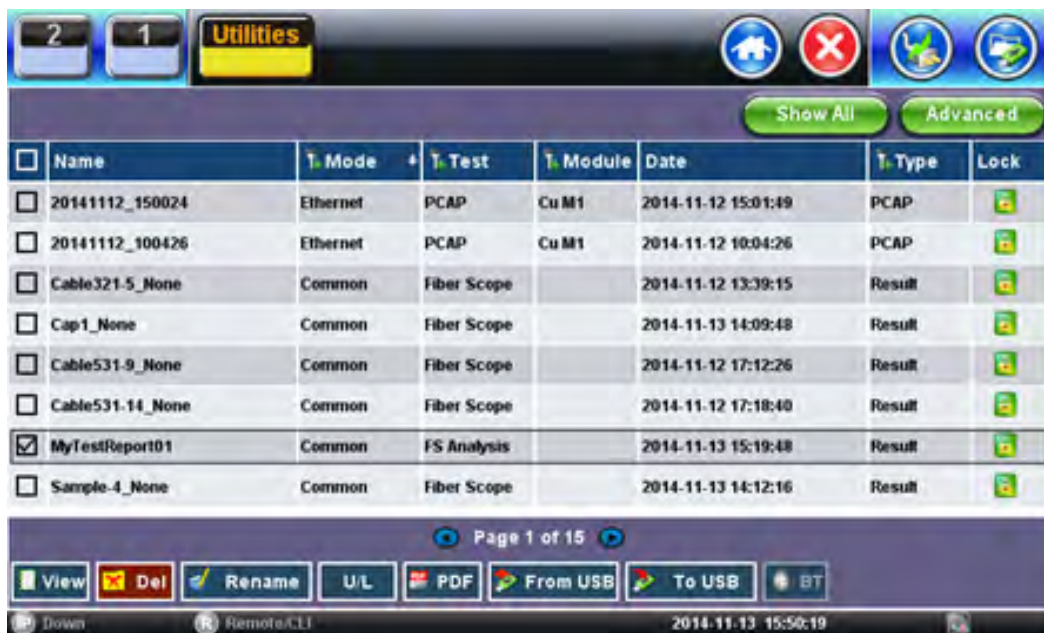 2 1 Utilities
Show All Advanced
Name Mode Test Module Date Type Lock
20141112_150024 Ethernet PCAP Cu M1 2014-11-12 15:01:49 PCAP
20141112_100426 Ethernet PCAP Cu M1 2014-11-12 10:04:26 PCAP
Cable321-5_None Common Fiber Scope 2014-11-12 13:39:15 Result
Cap1_None Common Fiber Scope 2014-11-13 14:09:48 Result
Cable531-9_None Common Fiber Scope 2014-11-12 17:12:26 Result
Cable531-14_None Common Fiber Scope 2014-11-12 17:18:40 Result
MyTestReport01 Common FS Analysis 2014-11-13 15:19:48 Result
Sample-4_None Common Fiber Scope 2014-11-13 14:12:16 Result
Page 1 of 15
View Del Rename U/L PDF From USB To USB BT
IP Down R Remote/CLI 2014-11-13 15:50:19